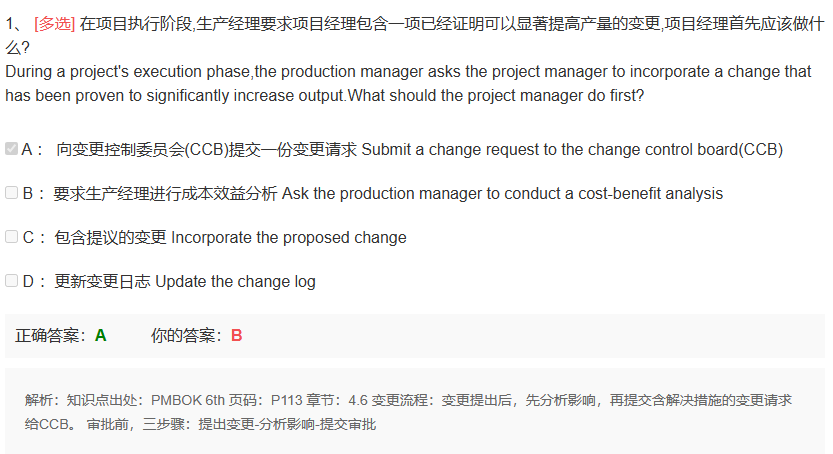 1、 [多选] 在项目执行阶段,生产经理要求项目经理包含一项已经证明可以显著提高产量的变更,项目经理首先应该做什
么?
During a project's execution phase,the production manager asks the project manager to incorporate a change that
has been proven to significantly increase output.What should the project manager do first?
A： 向变更控制委员会(CCB)提交一份变更请求 Submit a change request to the change control board(CCB)
B： 要求生产经理进行成本效益分析 Ask the production manager to conduct a cost-benefit analysis
C： 包含提议的变更 Incorporate the proposed change
D： 更新变更日志 Update the change log
正确答案：A 你的答案：B
解析：知识点出处：PMBOK 6th 页码：P113 章节：4.6 变更流程：变更提出后，先分析影响，再提交含解决措施的变更请求
给CCB。 审批前，三步骤：提出变更-分析影响-提交审批